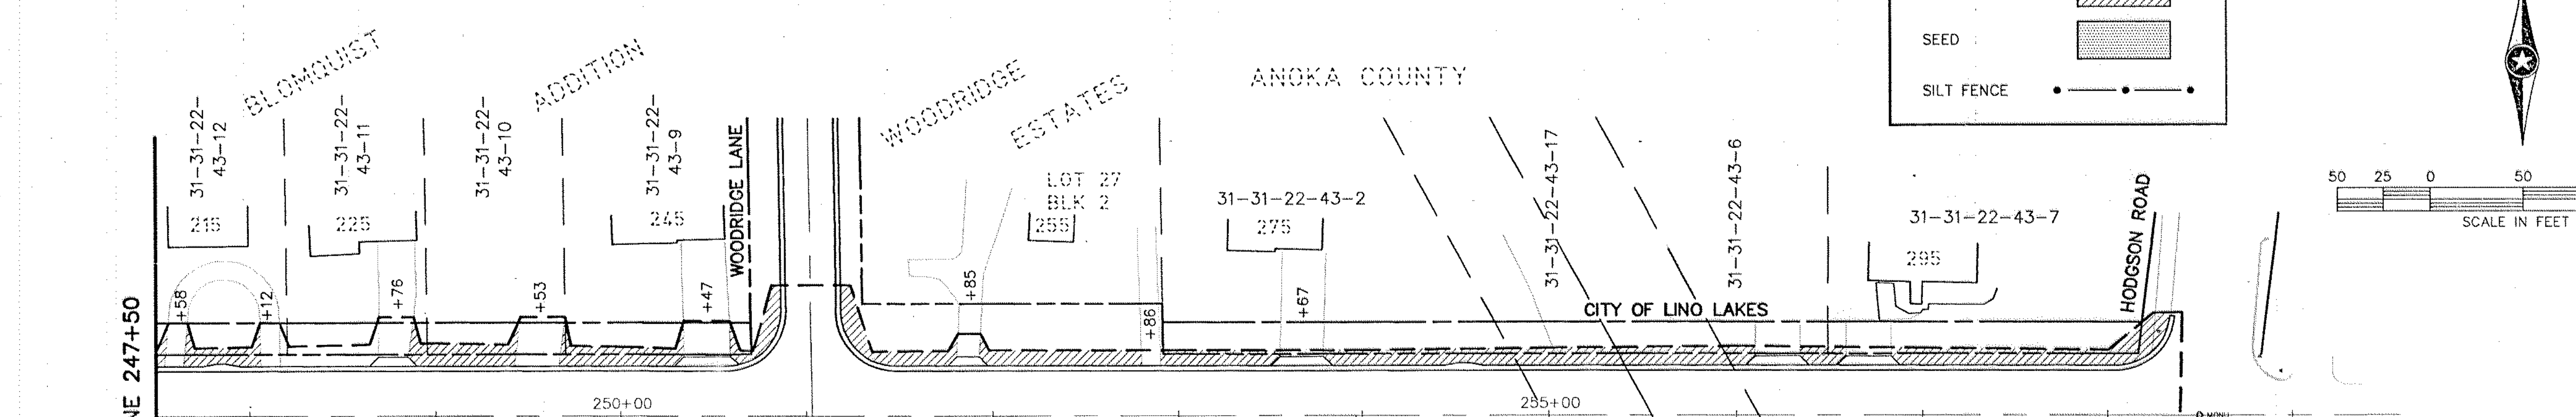 BLOMQUIST
ADDITION
WOODRIDGE
ESTATES
ANOKA COUNTY
SEED
SILT FENCE
31-31-22-
43-12
31-31-22-
43-11
31-31-22-
43-10
31-31-22-
43-9
WOODRIDGE LANE
LOT 27
BLK 2
31-31-22-43-2
31-31-22-43-17
31-31-22-43-6
31-31-22-43-7
HODGSON ROAD
50 25 0 50
SCALE IN FEET
215
225
245
255
275
295
+58
+12
+76
+53
+47
+85
+86
+67
CITY OF LINO LAKES
NE 247+50
250+00
255+00
MONU